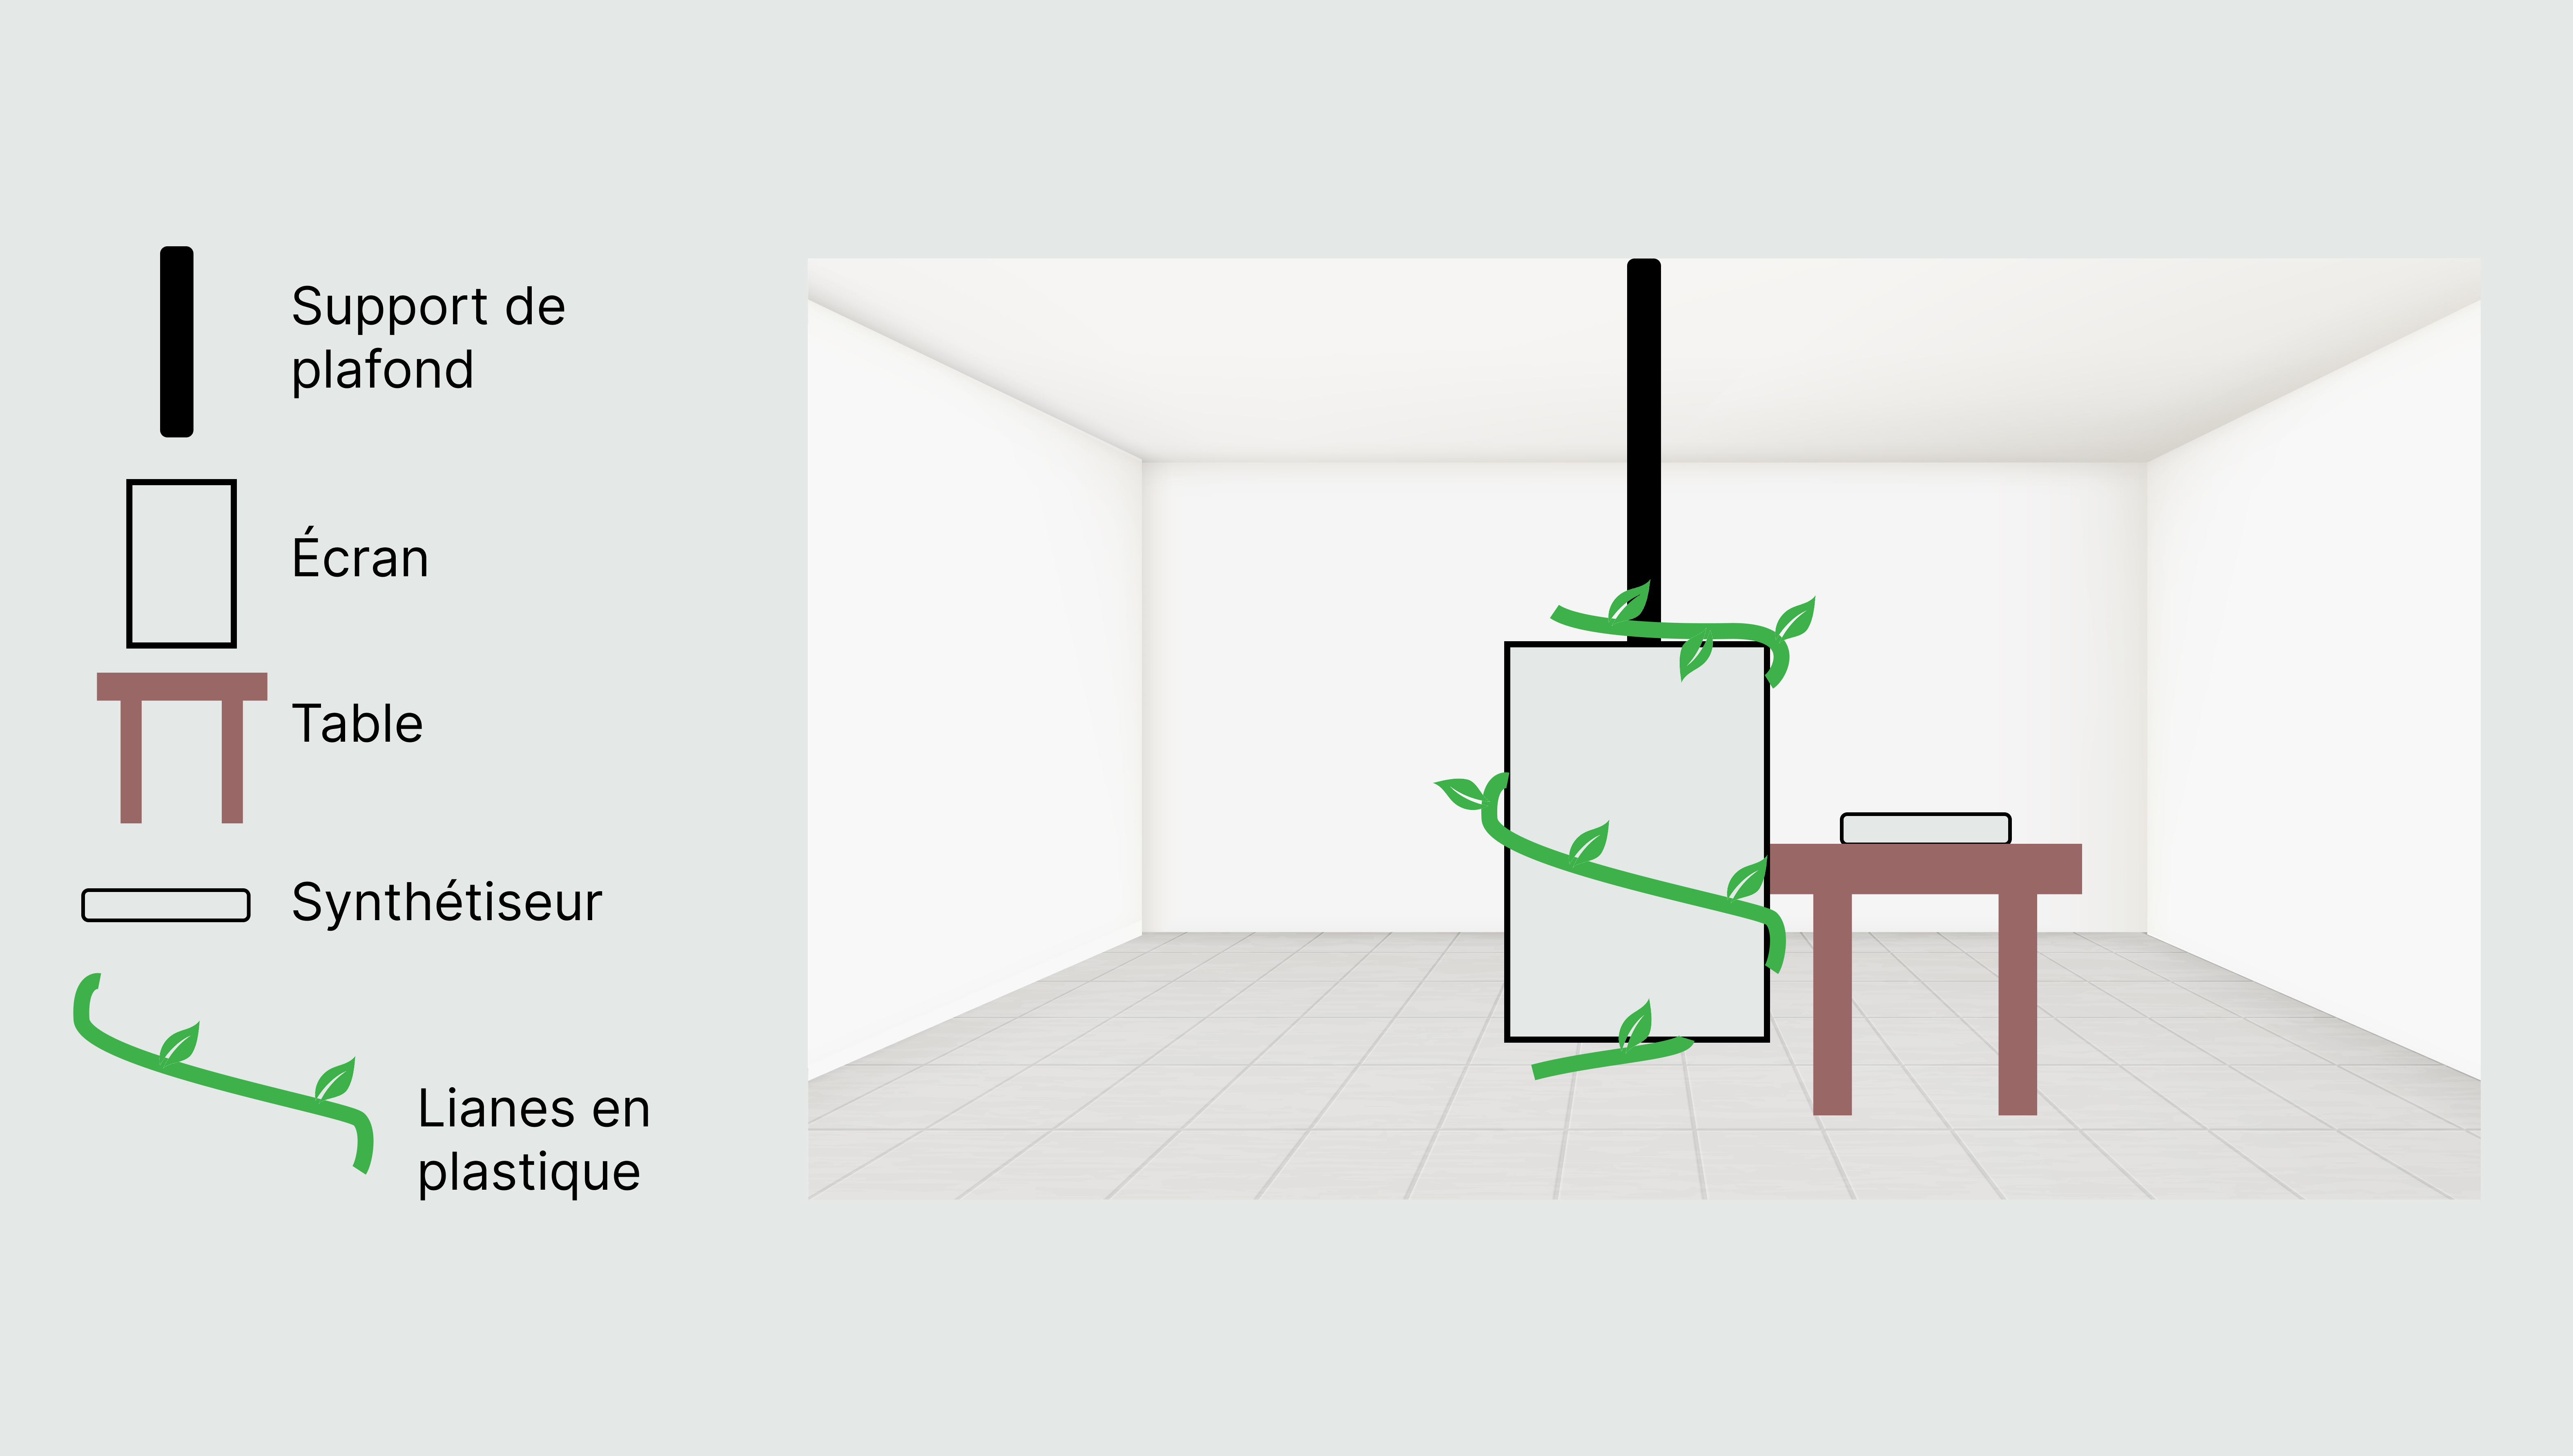 Support de
plafond
Écran
Table
Synthétiseur
Lianes en
plastique